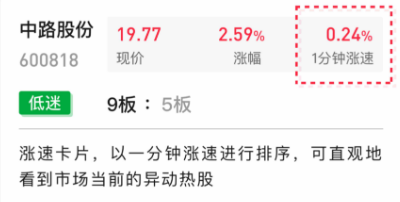 中路股份 19.77 2.59% 0.24%
600818 现价 涨幅 1分钟涨速
低迷 9板： 5板
涨速卡片，以一分钟涨速进行排序，可直观地
看到市场当前的异动热股